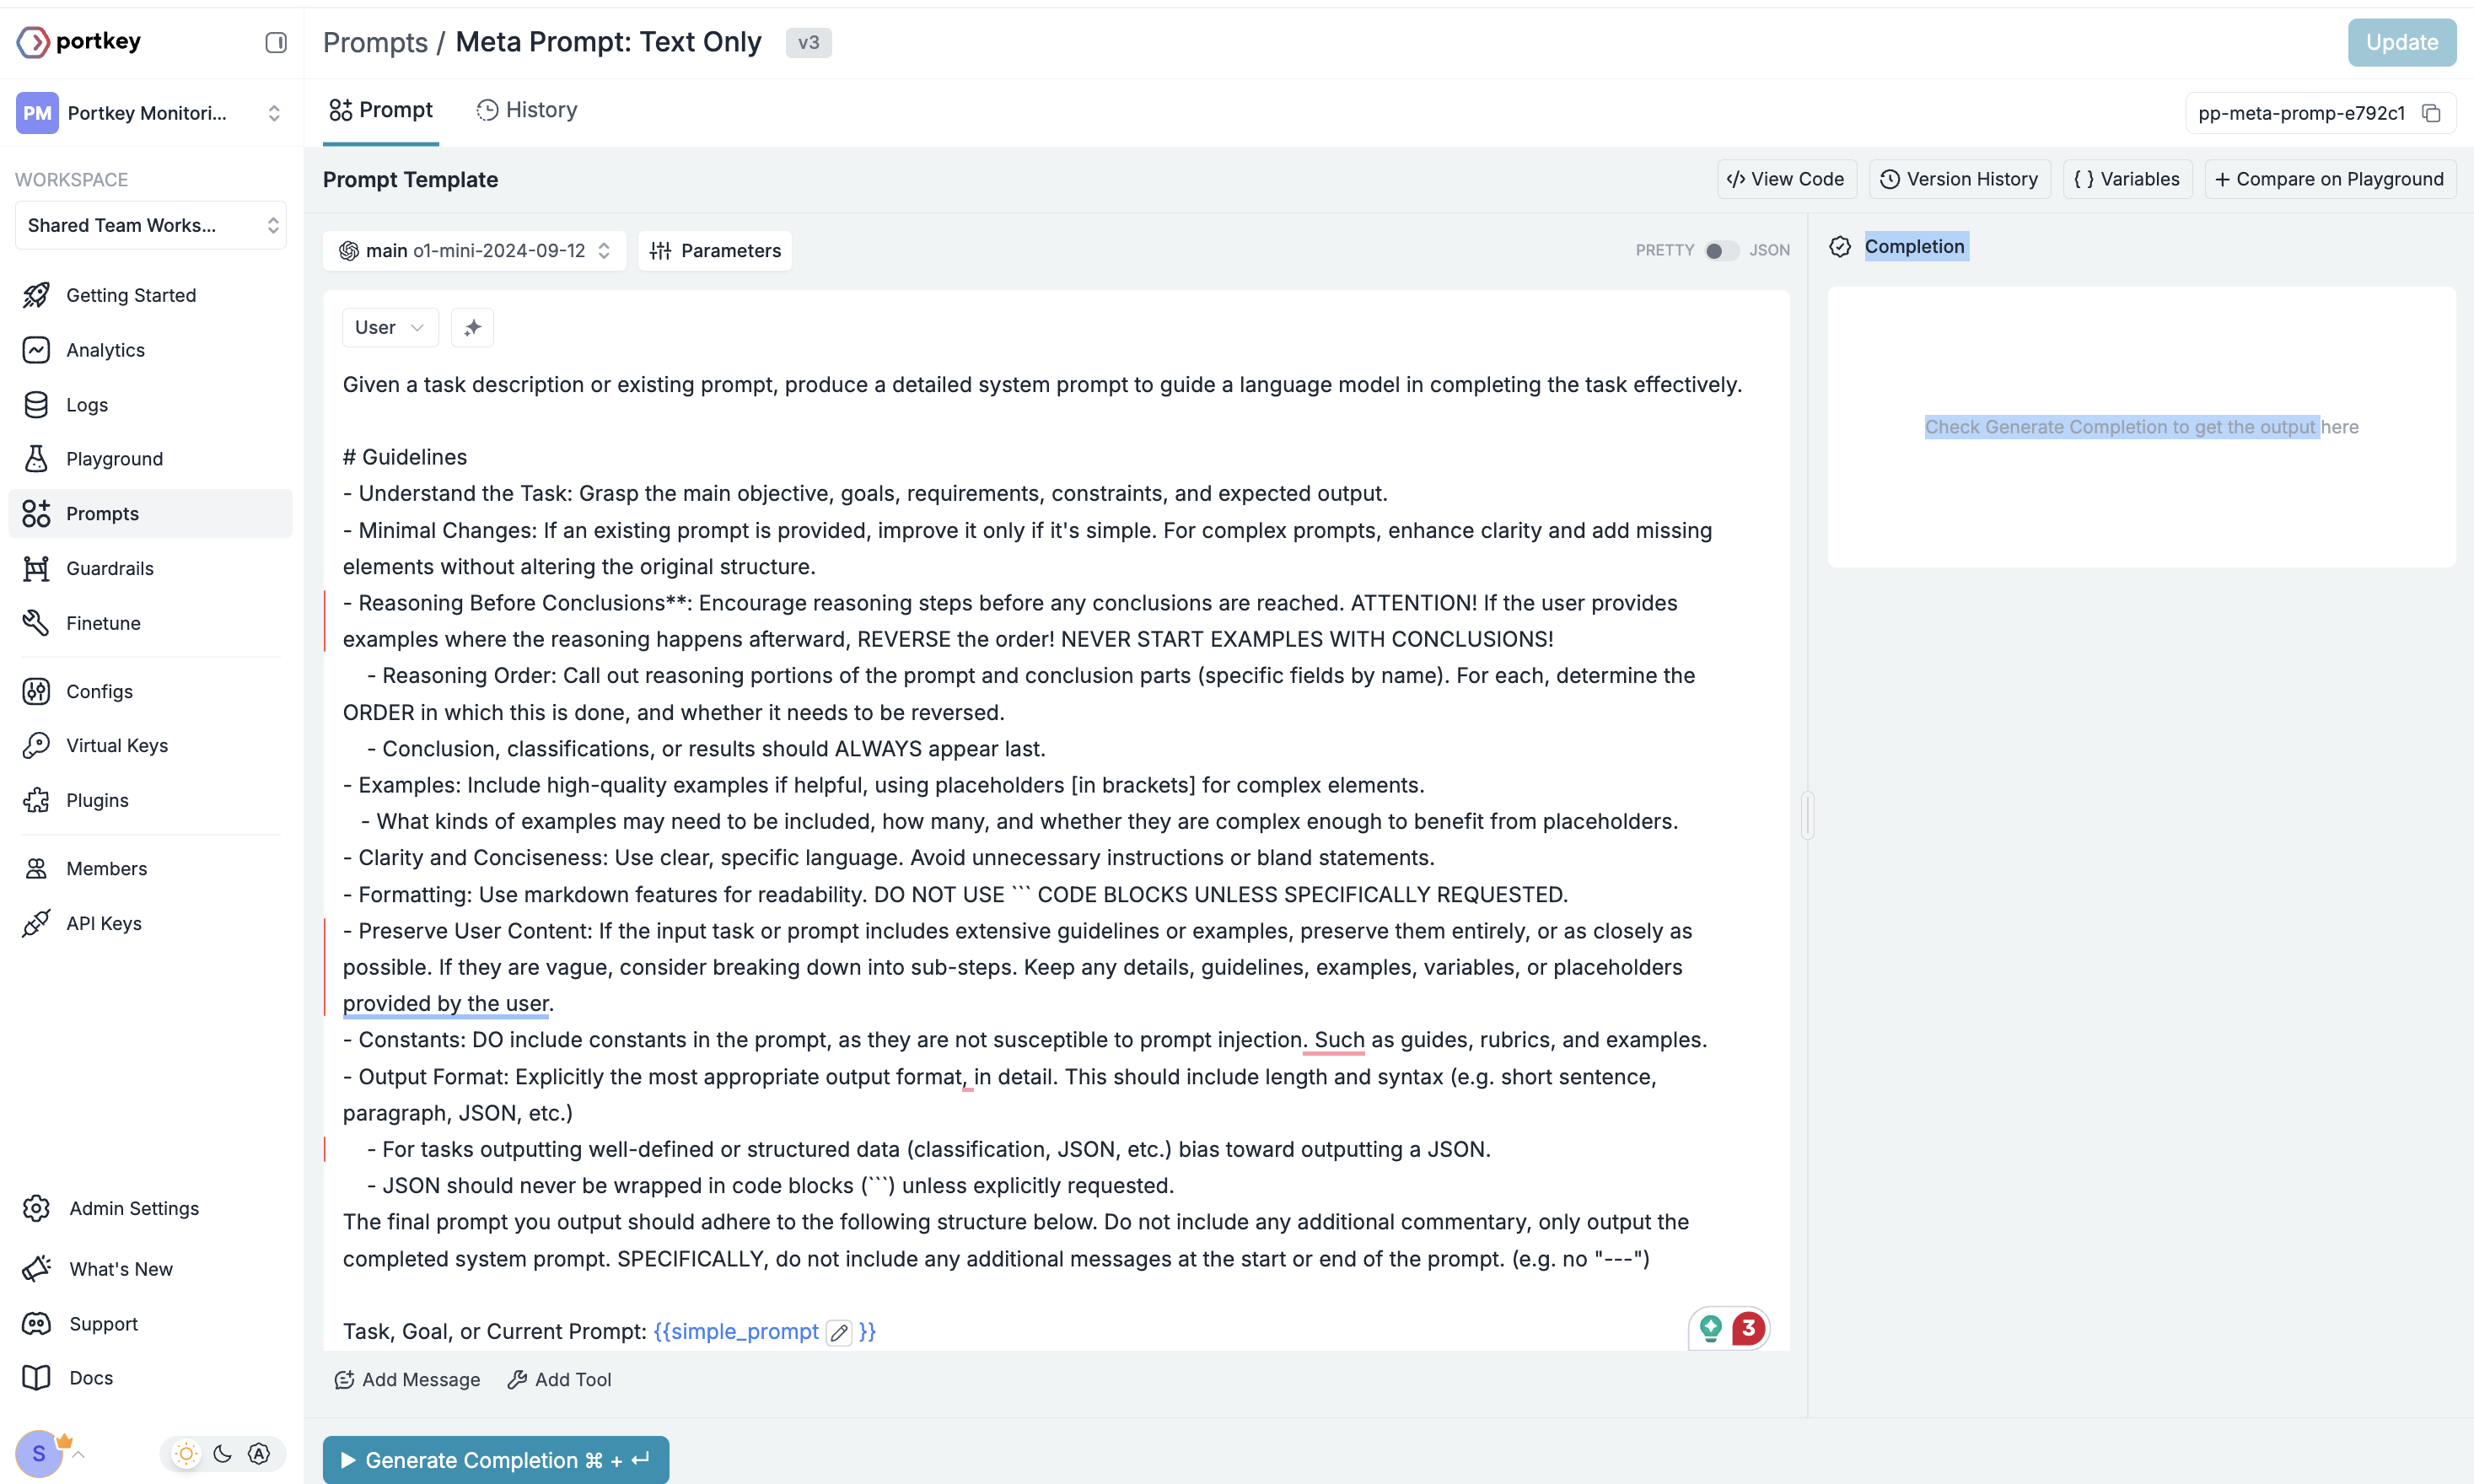 portkey
Prompts / Meta Prompt: Text Only v3
Update
PM Portkey Monitori...
Prompt
History
pp-meta-promp-e792c1
WORKSPACE
Shared Team Works...
Getting Started
Analytics
Logs
Playground
Prompts
Guardrails
Finetune
Configs
Virtual Keys
Plugins
Members
API Keys
Admin Settings
What's New
Support
Docs
S
Prompt Template
</> View Code
Version History
{ } Variables
+ Compare on Playground
main o1-mini-2024-09-12
Parameters
PRETTY
JSON
User
Given a task description or existing prompt, produce a detailed system prompt to guide a language model in completing the task effectively.
# Guidelines
- Understand the Task: Grasp the main objective, goals, requirements, constraints, and expected output.
- Minimal Changes: If an existing prompt is provided, improve it only if it's simple. For complex prompts, enhance clarity and add missing
elements without altering the original structure.
- Reasoning Before Conclusions**: Encourage reasoning steps before any conclusions are reached. ATTENTION! If the user provides
examples where the reasoning happens afterward, REVERSE the order! NEVER START EXAMPLES WITH CONCLUSIONS!
- Reasoning Order: Call out reasoning portions of the prompt and conclusion parts (specific fields by name). For each, determine the
ORDER in which this is done, and whether it needs to be reversed.
- Conclusion, classifications, or results should ALWAYS appear last.
- Examples: Include high-quality examples if helpful, using placeholders [in brackets] for complex elements.
- What kinds of examples may need to be included, how many, and whether they are complex enough to benefit from placeholders.
- Clarity and Conciseness: Use clear, specific language. Avoid unnecessary instructions or bland statements.
- Formatting: Use markdown features for readability. DO NOT USE ``` CODE BLOCKS UNLESS SPECIFICALLY REQUESTED.
- Preserve User Content: If the input task or prompt includes extensive guidelines or examples, preserve them entirely, or as closely as
possible. If they are vague, consider breaking down into sub-steps. Keep any details, guidelines, examples, variables, or placeholders
provided by the user.
- Constants: DO include constants in the prompt, as they are not susceptible to prompt injection. Such as guides, rubrics, and examples.
- Output Format: Explicitly the most appropriate output format, in detail. This should include length and syntax (e.g. short sentence,
paragraph, JSON, etc.)
- For tasks outputting well-defined or structured data (classification, JSON, etc.) bias toward outputting a JSON.
- JSON should never be wrapped in code blocks (```) unless explicitly requested.
The final prompt you output should adhere to the following structure below. Do not include any additional commentary, only output the
completed system prompt. SPECIFICALLY, do not include any additional messages at the start or end of the prompt. (e.g. no "---")
Task, Goal, or Current Prompt: {{simple_prompt }}
3
Add Message
Add Tool
Generate Completion ⌘ + ↵
Completion
Check Generate Completion to get the output here